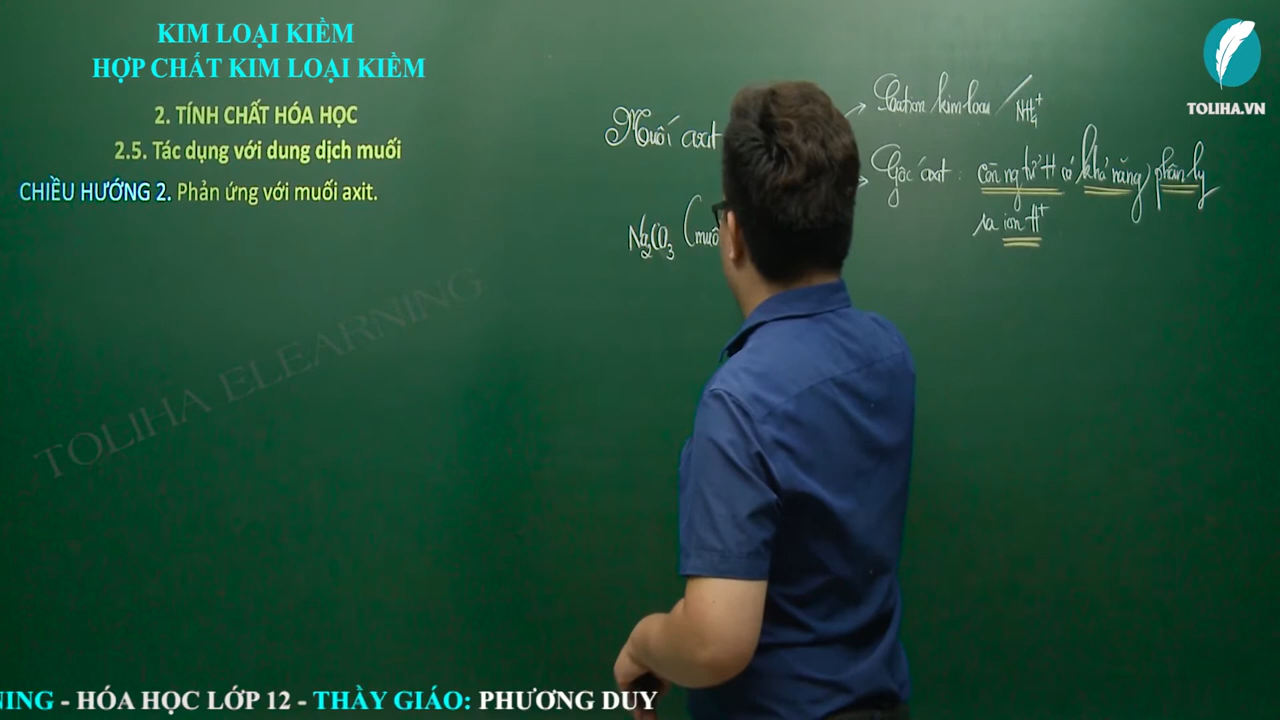 KIM LOẠI KIỀM
HỢP CHẤT KIM LOẠI KIỀM
2. TÍNH CHẤT HÓA HỌC
2.5. Tác dụng với dung dịch muối
CHIỀU HƯỚNG 2. Phản ứng với muối axit.
TOLIHA.VN
Muối axit
Cation kim loại / NH₄⁺
Gốc axit: còn ng tử H có khả năng phân ly
ra ion H⁺
Na₂CO₃ (muố
TOLIHA ELEARNING
NING - HÓA HỌC LỚP 12 - THẦY GIÁO: PHƯƠNG DUY